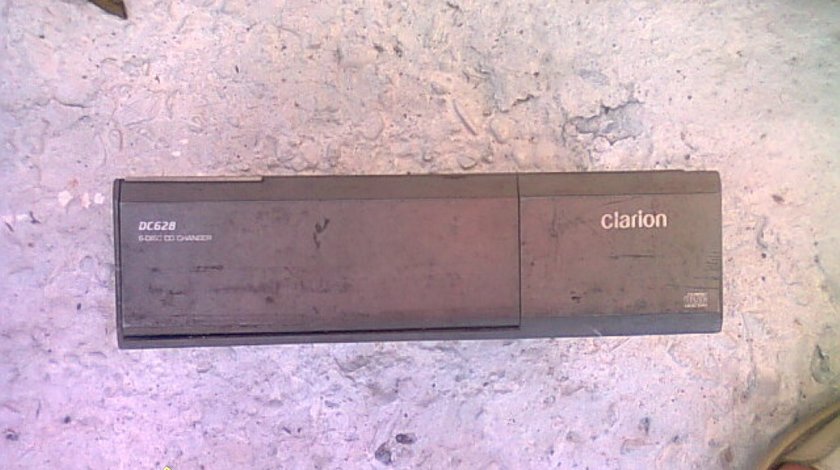 DC628
6-DISC CD CHANGER
clarion